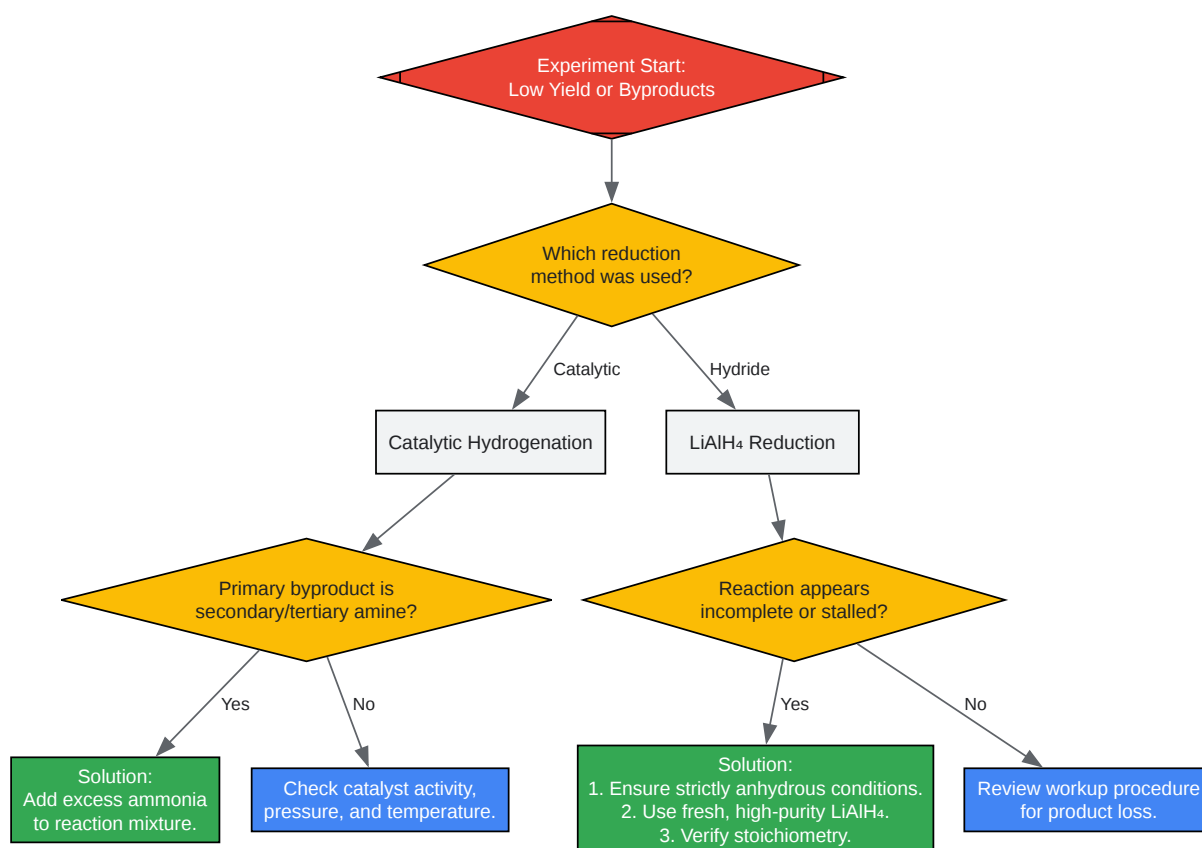 Experiment Start:
Low Yield or Byproducts
Which reduction
method was used?
Catalytic
Hydride
Catalytic Hydrogenation
LiAlH₄ Reduction
Primary byproduct is
secondary/tertiary amine?
Reaction appears
incomplete or stalled?
Yes
No
Yes
No
Solution:
Add excess ammonia
to reaction mixture.
Check catalyst activity,
pressure, and temperature.
Solution:
1. Ensure strictly anhydrous conditions.
2. Use fresh, high-purity LiAlH₄.
3. Verify stoichiometry.
Review workup procedure
for product loss.